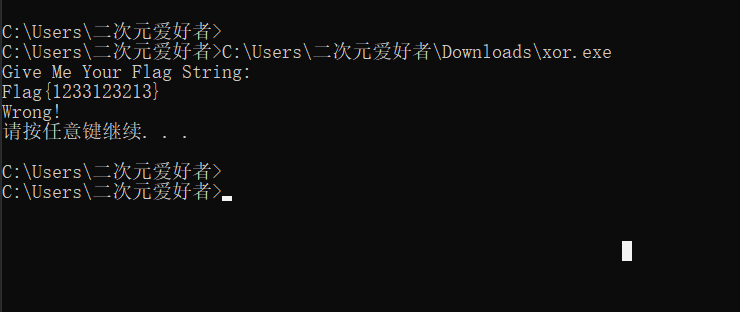 C:\Users\二次元爱好者>
C:\Users\二次元爱好者>C:\Users\二次元爱好者\Downloads\xor.exe
Give Me Your Flag String:
Flag{1233123213}
Wrong!
请按任意键继续. . .
C:\Users\二次元爱好者>
C:\Users\二次元爱好者>